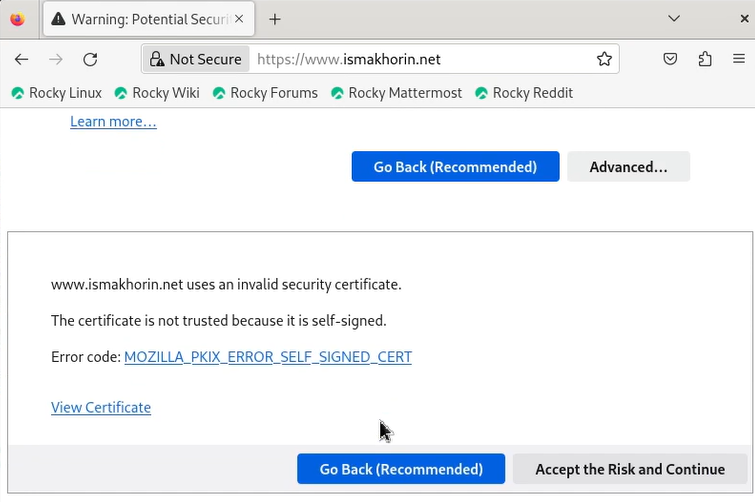 Warning: Potential Securi
Not Secure https://www.ismakhorin.net
Rocky Linux Rocky Wiki Rocky Forums Rocky Mattermost Rocky Reddit
Learn more…
Go Back (Recommended) Advanced…
www.ismakhorin.net uses an invalid security certificate.
The certificate is not trusted because it is self-signed.
Error code: MOZILLA_PKIX_ERROR_SELF_SIGNED_CERT
View Certificate
Go Back (Recommended) Accept the Risk and Continue